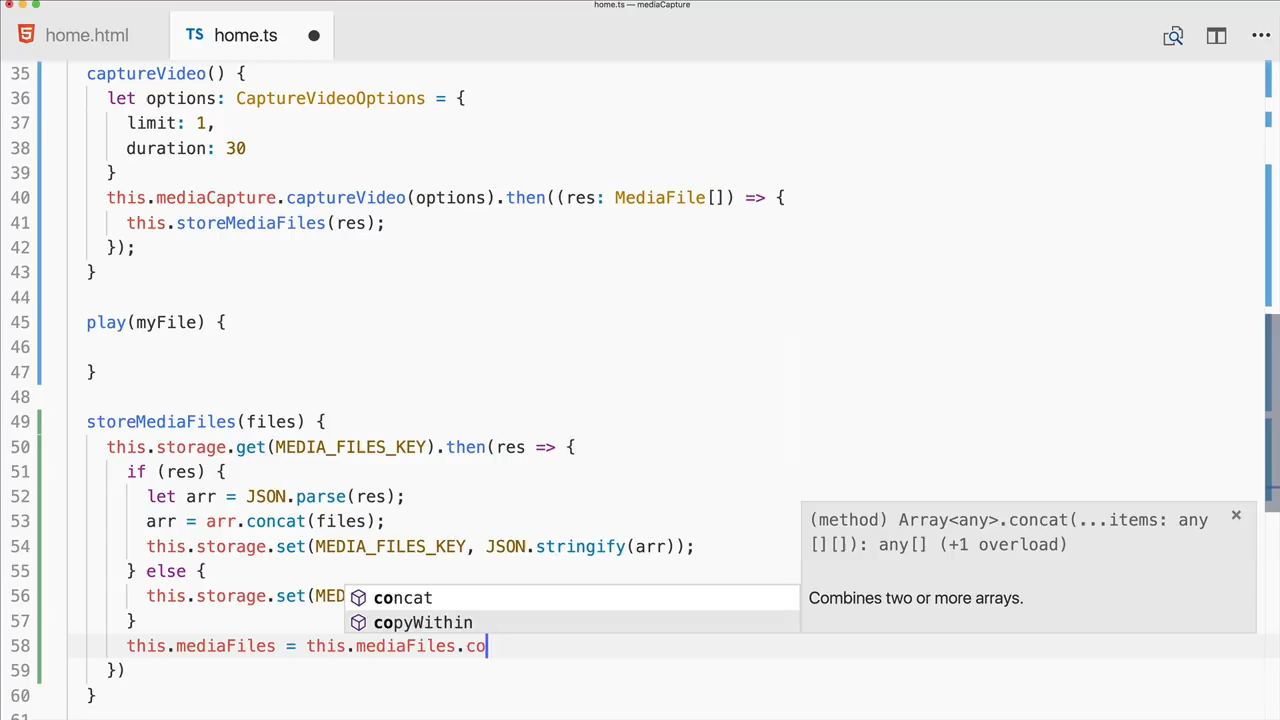 home.ts — mediaCapture
home.html
TS home.ts
35 captureVideo() {
36 let options: CaptureVideoOptions = {
37 limit: 1,
38 duration: 30
39 }
40 this.mediaCapture.captureVideo(options).then((res: MediaFile[]) => {
41 this.storeMediaFiles(res);
42 });
43 }
44
45 play(myFile) {
46
47 }
48
49 storeMediaFiles(files) {
50 this.storage.get(MEDIA_FILES_KEY).then(res => {
51 if (res) {
52 let arr = JSON.parse(res);
53 arr = arr.concat(files);
54 this.storage.set(MEDIA_FILES_KEY, JSON.stringify(arr));
55 } else {
56 this.storage.set(MED
57 }
58 this.mediaFiles = this.mediaFiles.co
59 })
60 }
61
concat
copyWithin
(method) Array<any>.concat(...items: any
[][]): any[] (+1 overload)
Combines two or more arrays.